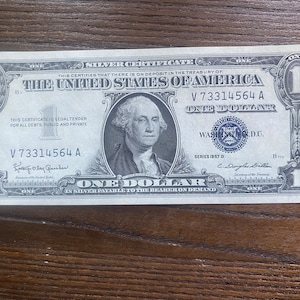 SILVER CERTIFICATE
THIS CERTIFIES THAT THERE IS ON DEPOSIT IN THE TREASURY OF
THE UNITED STATES OF AMERICA
V 73314564 A
ONE DOLLAR
THIS CERTIFICATE IS LEGAL TENDER
FOR ALL DEBTS, PUBLIC AND PRIVATE
WASHINGTON, D.C.
V 73314564 A
SERIES 1957
ONE DOLLAR
IN SILVER PAYABLE TO THE BEARER ON DEMAND
ONE